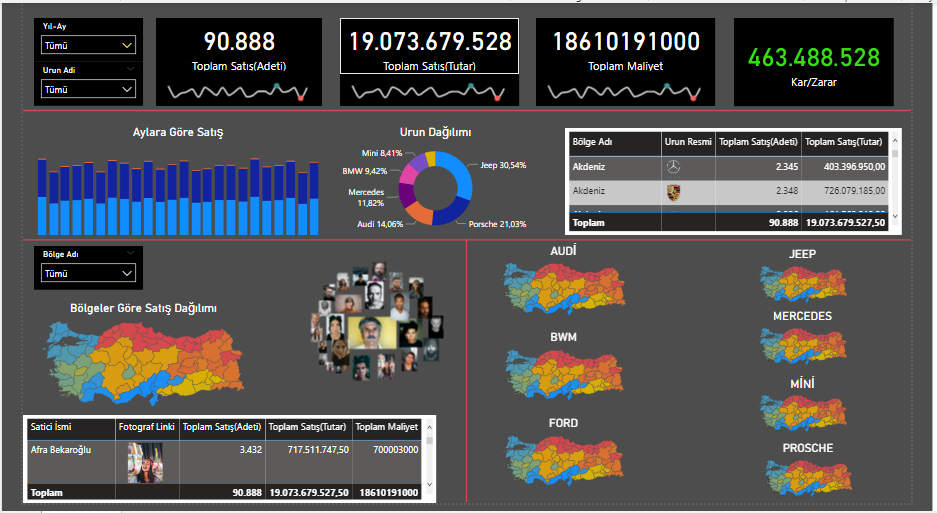 Yıl-Ay
Tümü
Urun Adi
Tümü
90.888
Toplam Satış(Adeti)
19.073.679.528
Toplam Satış(Tutar)
18610191000
Toplam Maliyet
463.488.528
Kar/Zarar
Aylara Göre Satış
Urun Dağılımı
Mini 8,41%
BMW 9,42%
Mercedes
11,82%
Audi 14,06%
Jeep 30,54%
Porsche 21,03%
Bölge Adı Urun Resmi Toplam Satış(Adeti) Toplam Satış(Tutar)
Akdeniz 2.345 403.396.950,00
Akdeniz 2.348 726.079.185,00
Toplam 90.888 19.073.679.527,50
Bölge Adı
Tümü
Bölgeler Göre Satış Dağılımı
Satici İsmi Fotograf Linki Toplam Satış(Adeti) Toplam Satış(Tutar) Toplam Maliyet
Afra Bekaroğlu 3.432 717.511.747,50 700003000
Toplam 90.888 19.073.679.527,50 18610191000
AUDİ
BWM
FORD
JEEP
MERCEDES
MİNİ
PROSCHE